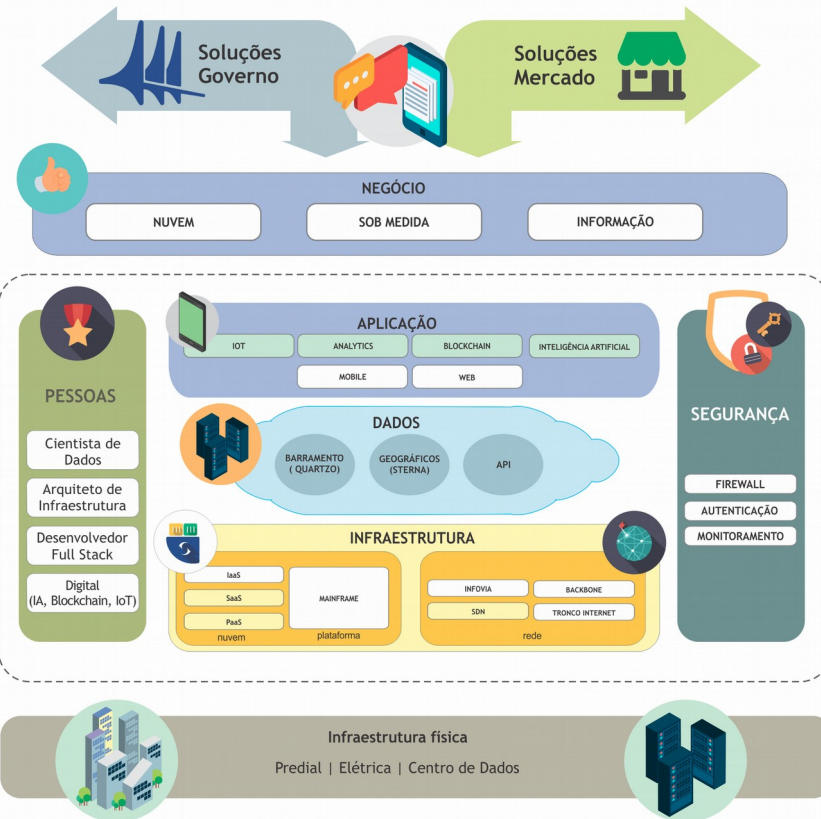 Soluções
Governo
Soluções
Mercado
NEGÓCIO
NUVEM
SOB MEDIDA
INFORMAÇÃO
PESSOAS
Cientista de
Dados
Arquiteto de
Infraestrutura
Desenvolvedor
Full Stack
Digital
(IA, Blockchain, IoT)
APLICAÇÃO
IOT
ANALYTICS
BLOCKCHAIN
INTELIGÊNCIA ARTIFICIAL
MOBILE
WEB
DADOS
BARRAMENTO
( QUARTZO)
GEOGRÁFICOS
(STERNA)
API
INFRAESTRUTURA
IaaS
SaaS
PaaS
nuvem
MAINFRAME
plataforma
INFOVIA
BACKBONE
SDN
TRONCO INTERNET
rede
SEGURANÇA
FIREWALL
AUTENTICAÇÃO
MONITORAMENTO
Infraestrutura física
Predial | Elétrica | Centro de Dados